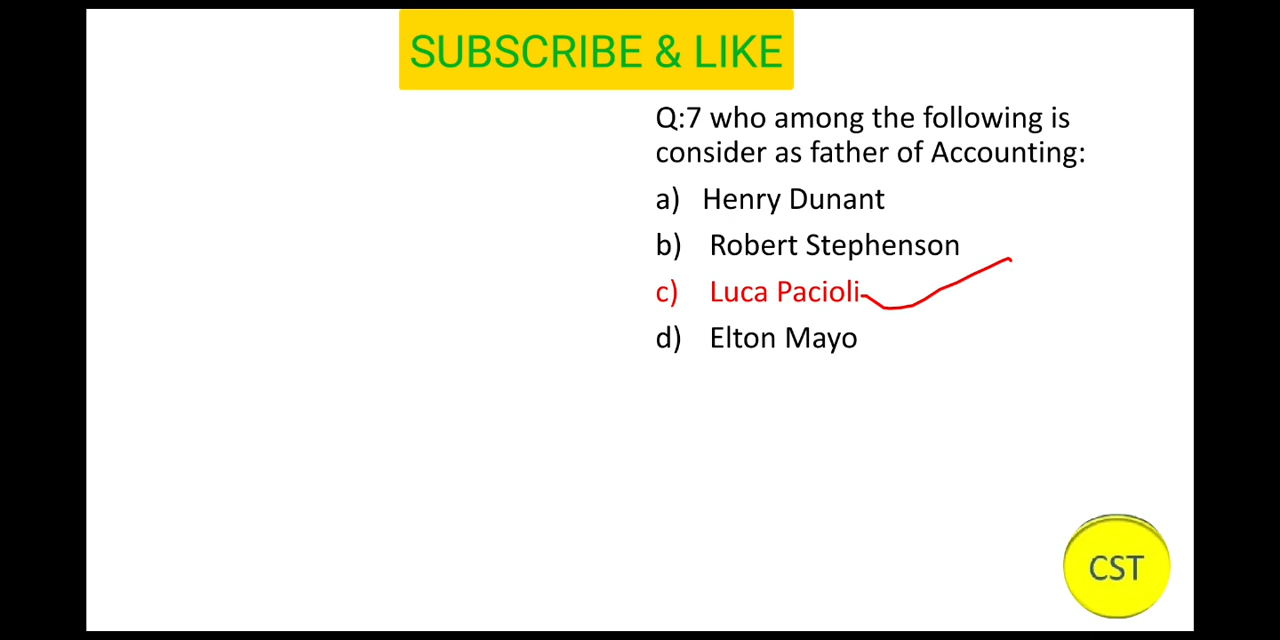 SUBSCRIBE & LIKE
Q:7 who among the following is
consider as father of Accounting:
a) Henry Dunant
b) Robert Stephenson
c) Luca Pacioli
d) Elton Mayo
CST